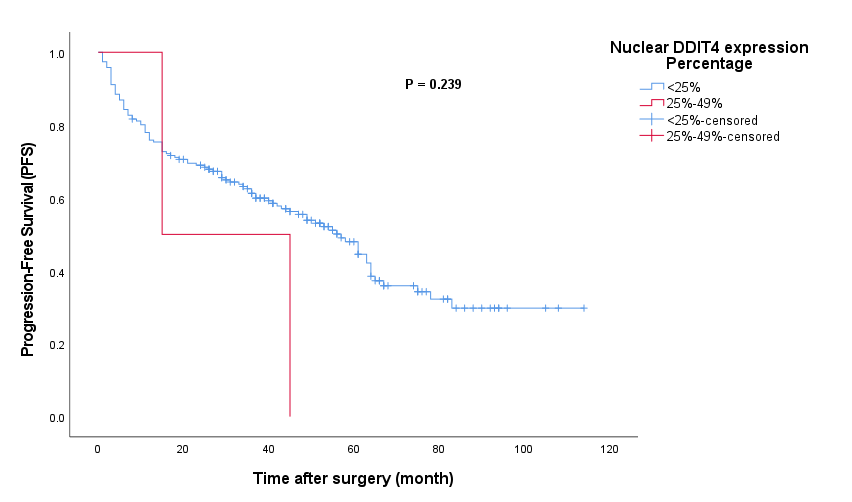 Nuclear DDIT4 expression
Percentage
<25%
25%-49%
<25%-censored
25%-49%-censored
P = 0.239
Progression-Free Survival (PFS)
1.0
0.8
0.6
0.4
0.2
0.0
0 20 40 60 80 100 120
Time after surgery (month)